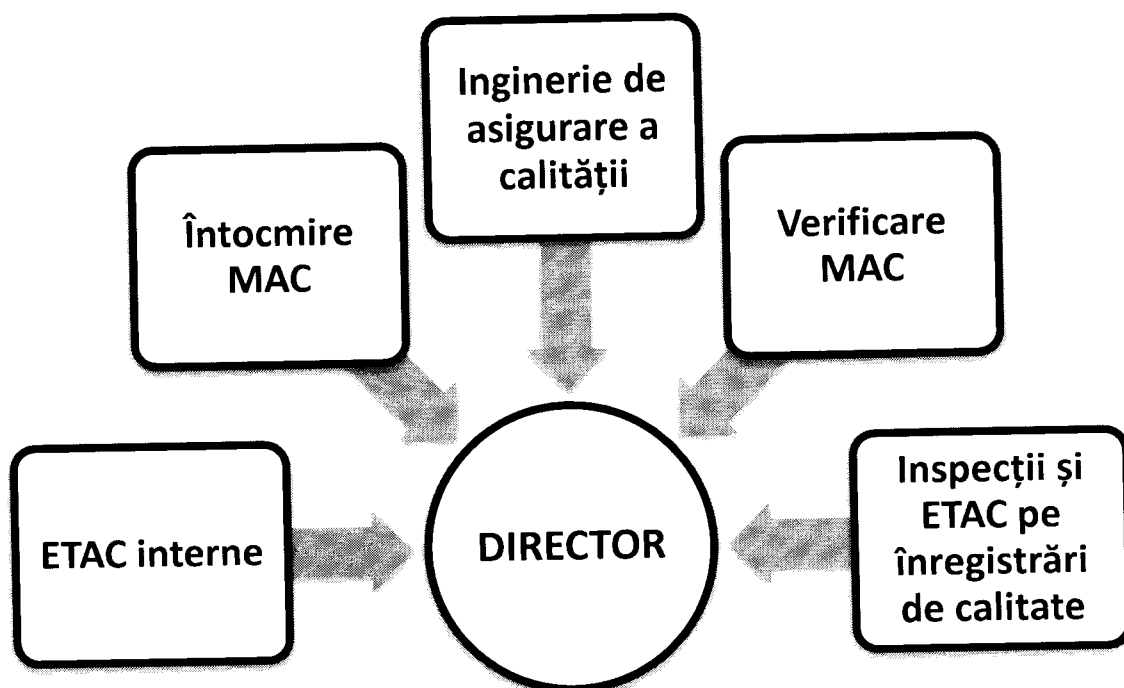 Inginerie de
asigurare a
calității
Întocmire
MAC
Verificare
MAC
ETAC interne
DIRECTOR
Inspecții și
ETAC pe
înregistrări
de calitate